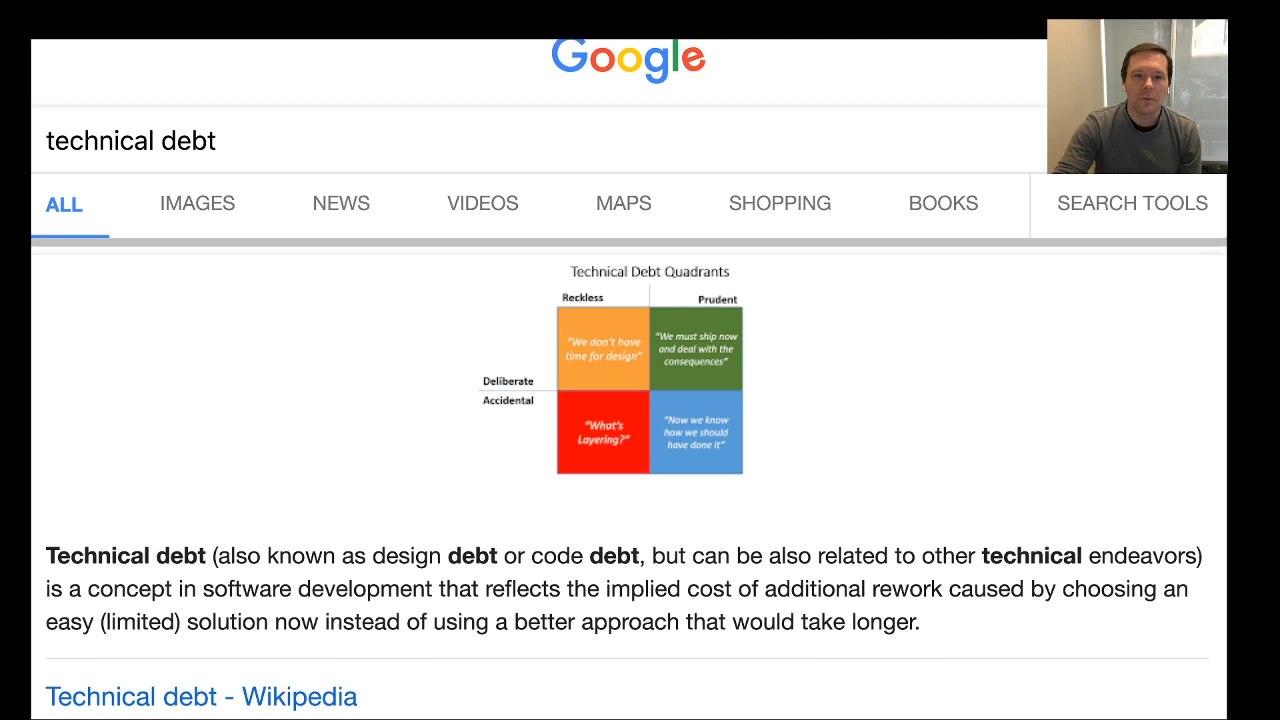 Google
technical debt
ALL IMAGES NEWS VIDEOS MAPS SHOPPING BOOKS SEARCH TOOLS
Technical Debt Quadrants
Reckless Prudent
"We don't have
time for design"
"We must ship now
and deal with the
consequences"
Deliberate
Accidental
"What's
Layering?"
"Now we know
how we should
have done it"
Technical debt (also known as design debt or code debt, but can be also related to other technical endeavors)
is a concept in software development that reflects the implied cost of additional rework caused by choosing an
easy (limited) solution now instead of using a better approach that would take longer.
Technical debt - Wikipedia